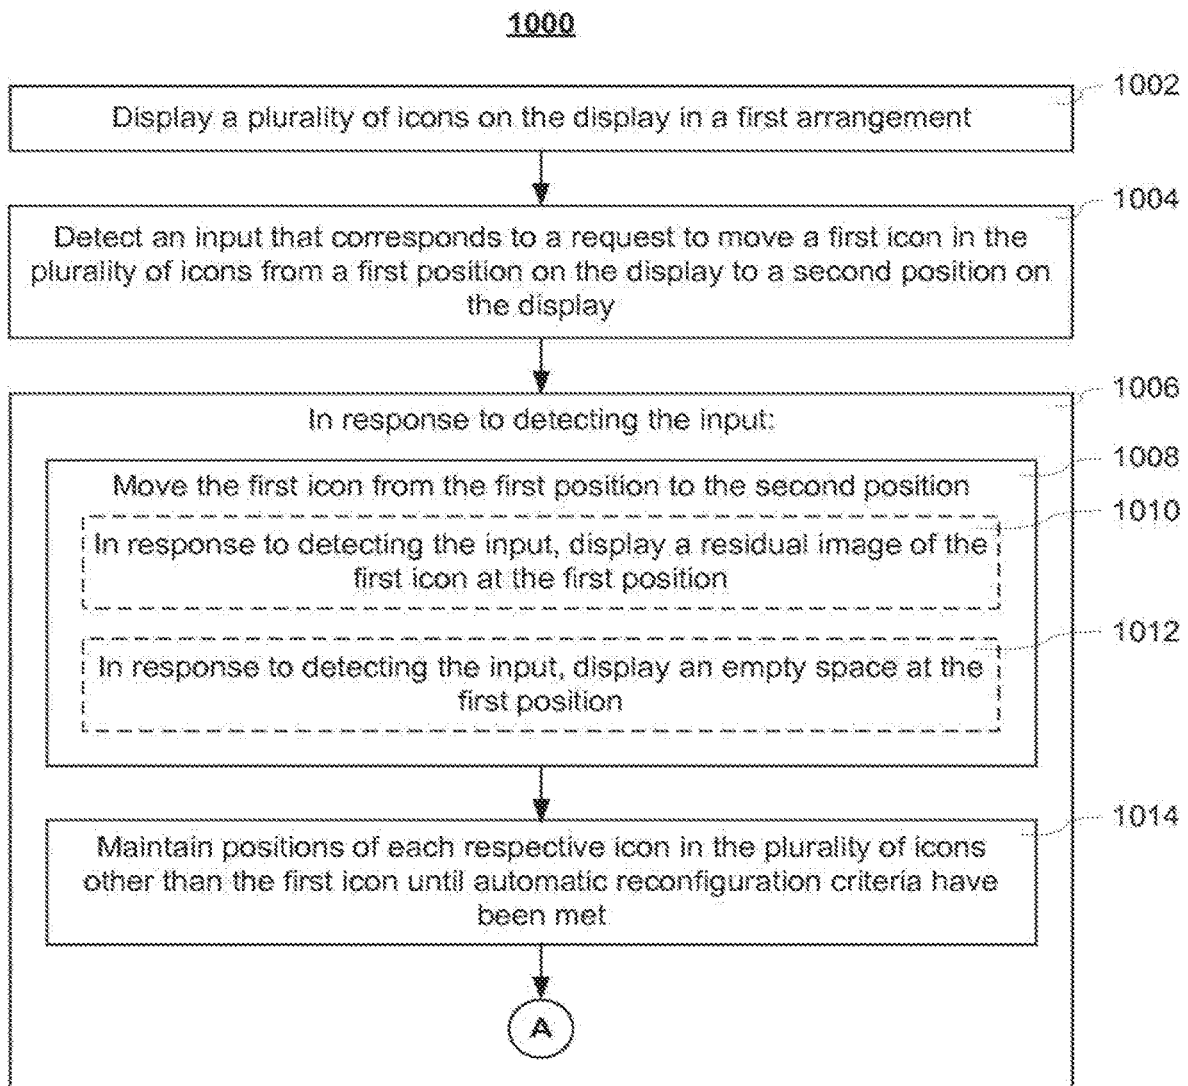 1000
1002
Display a plurality of icons on the display in a first arrangement
1004
Detect an input that corresponds to a request to move a first icon in the
plurality of icons from a first position on the display to a second position on
the display
1006
In response to detecting the input:
1008
Move the first icon from the first position to the second position
1010
In response to detecting the input, display a residual image of the
first icon at the first position
1012
In response to detecting the input, display an empty space at the
first position
1014
Maintain positions of each respective icon in the plurality of icons
other than the first icon until automatic reconfiguration criteria have
been met
A